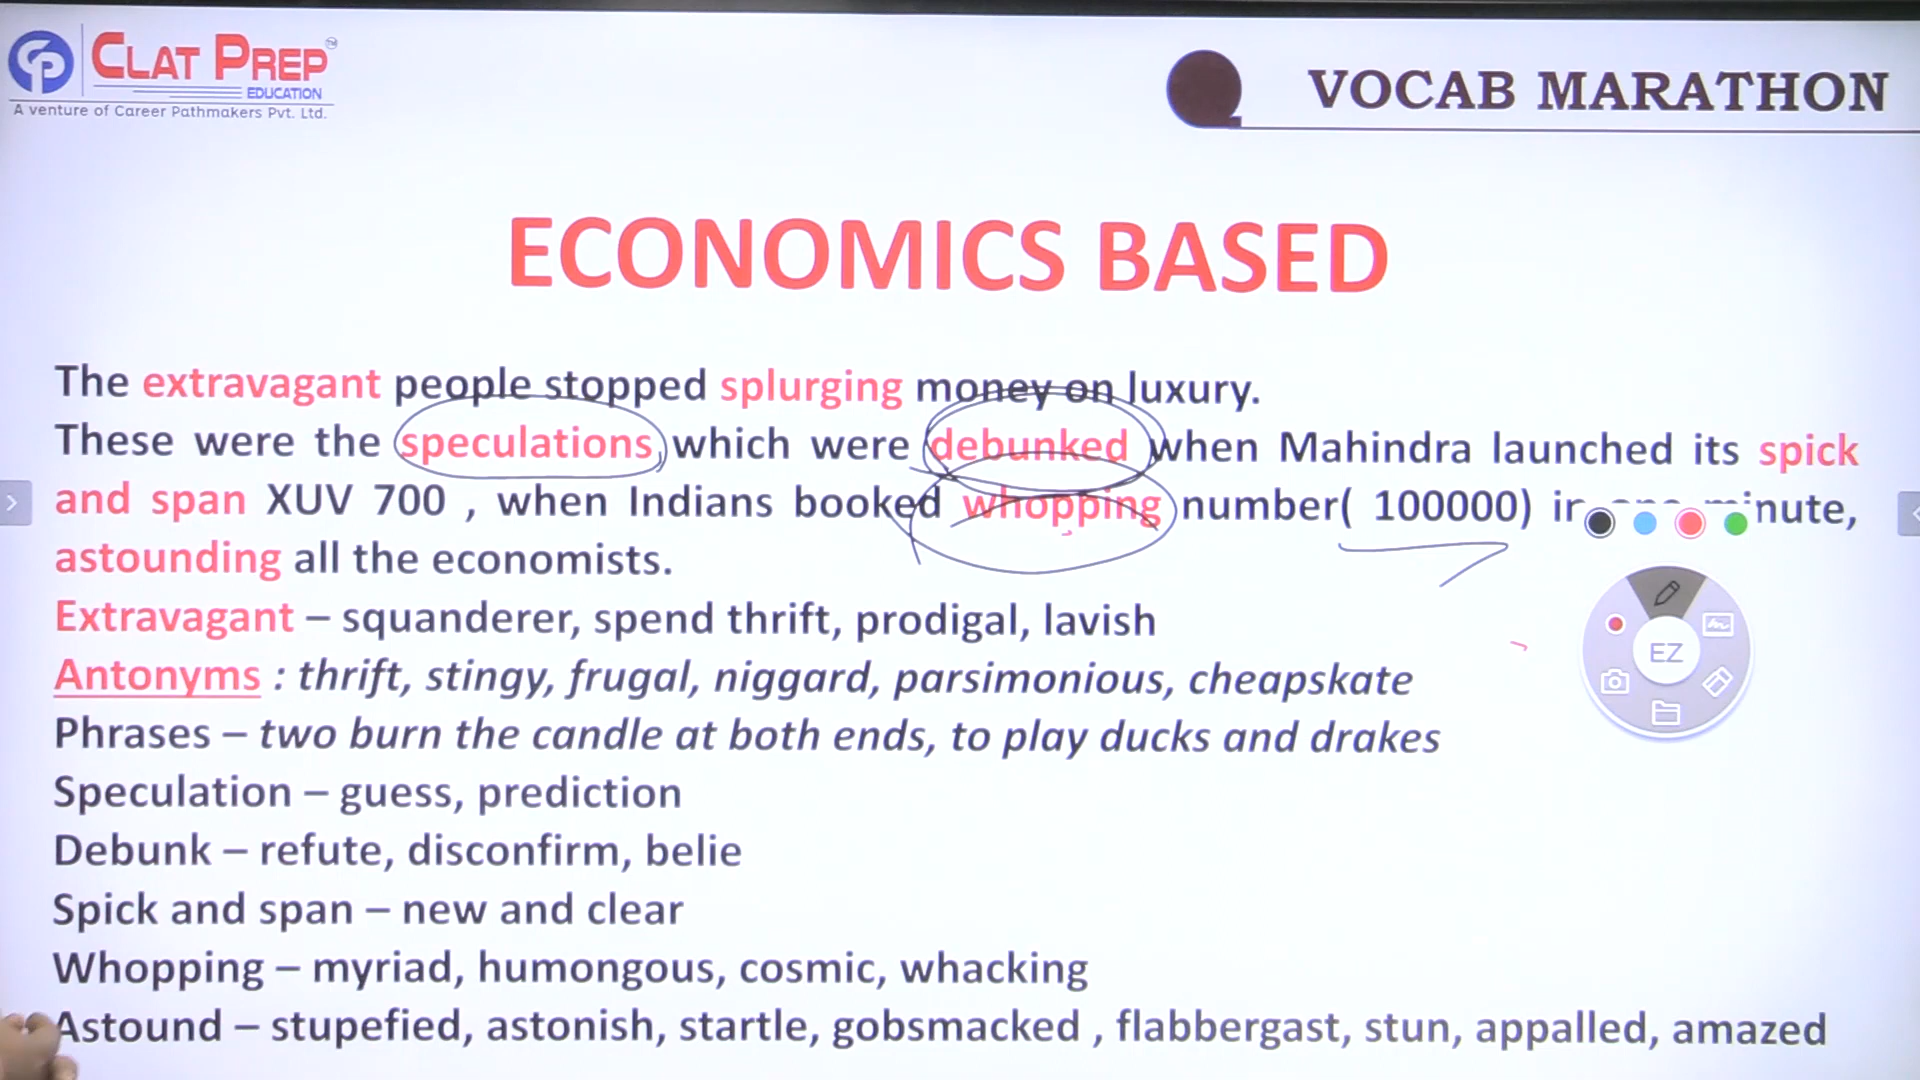 CLAT PREP
EDUCATION
A venture of Career Pathmakers Pvt. Ltd.
VOCAB MARATHON
ECONOMICS BASED
The extravagant people stopped splurging money on luxury.
These were the speculations, which were debunked when Mahindra launched its spick
and span XUV 700 , when Indians booked whopping number( 100000)
astounding all the economists.
Extravagant – squanderer, spend thrift, prodigal, lavish
Antonyms : thrift, stingy, frugal, niggard, parsimonious, cheapskate
Phrases – two burn the candle at both ends, to play ducks and drakes
Speculation – guess, prediction
Debunk – refute, disconfirm, belie
Spick and span – new and clear
Whopping – myriad, humongous, cosmic, whacking
Astound – stupefied, astonish, startle, gobsmacked , flabbergast, stun, appalled, amazed
EZ